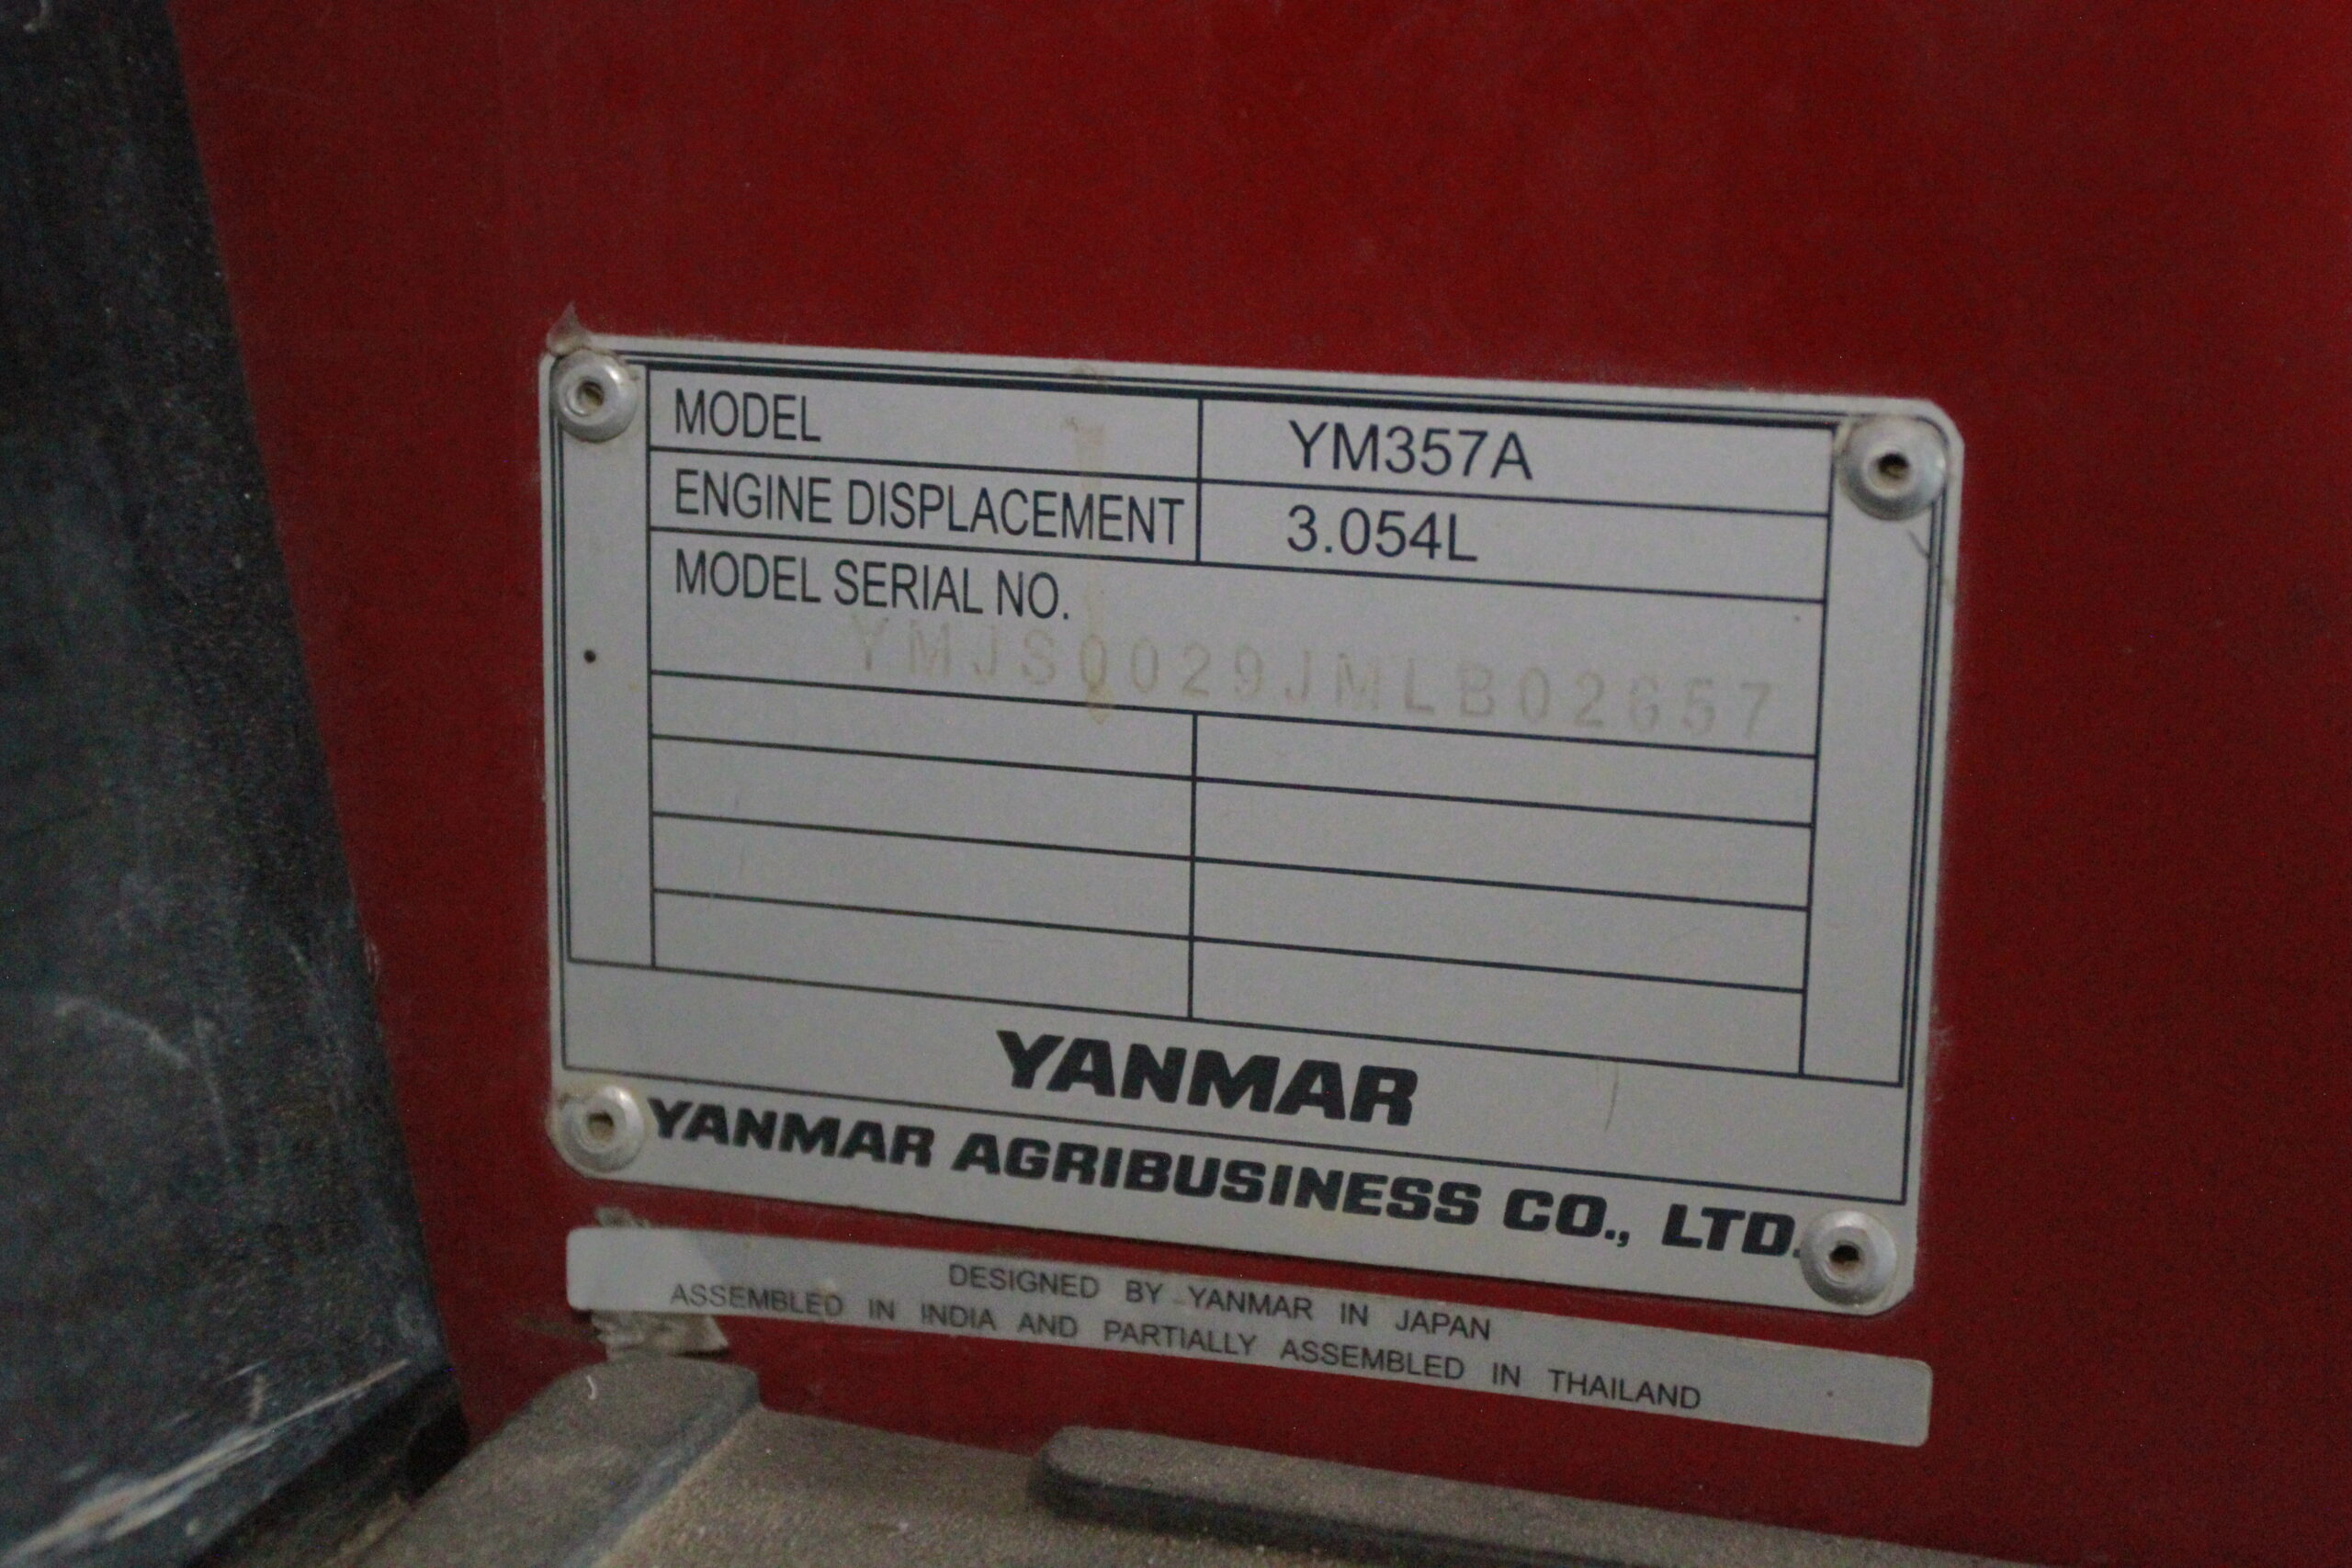 MODEL YM357A
ENGINE DISPLACEMENT 3.054L
MODEL SERIAL NO.
YMJS0029JMLB02657
YANMAR
YANMAR AGRIBUSINESS CO., LTD.
DESIGNED BY YANMAR IN JAPAN
ASSEMBLED IN INDIA AND PARTIALLY ASSEMBLED IN THAILAND